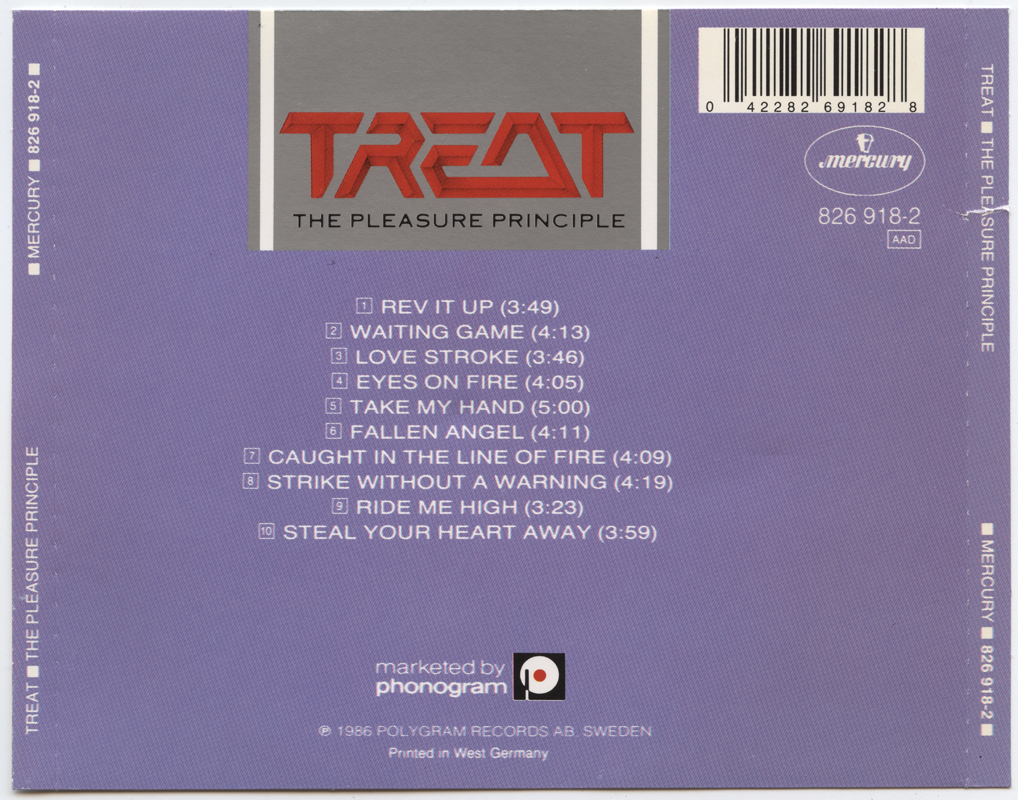 TREAT
THE PLEASURE PRINCIPLE
0 42282 69182 8
mercury
826 918-2
AAD
1 REV IT UP (3:49)
2 WAITING GAME (4:13)
3 LOVE STROKE (3:46)
4 EYES ON FIRE (4:05)
5 TAKE MY HAND (5:00)
6 FALLEN ANGEL (4:11)
7 CAUGHT IN THE LINE OF FIRE (4:09)
8 STRIKE WITHOUT A WARNING (4:19)
9 RIDE ME HIGH (3:23)
10 STEAL YOUR HEART AWAY (3:59)
marketed by
phonogram
℗ 1986 POLYGRAM RECORDS AB, SWEDEN
Printed in West Germany
TREAT ■ THE PLEASURE PRINCIPLE ■ MERCURY ■ 826 918-2 ■
TREAT ■ THE PLEASURE PRINCIPLE ■ MERCURY ■ 826 918-2 ■